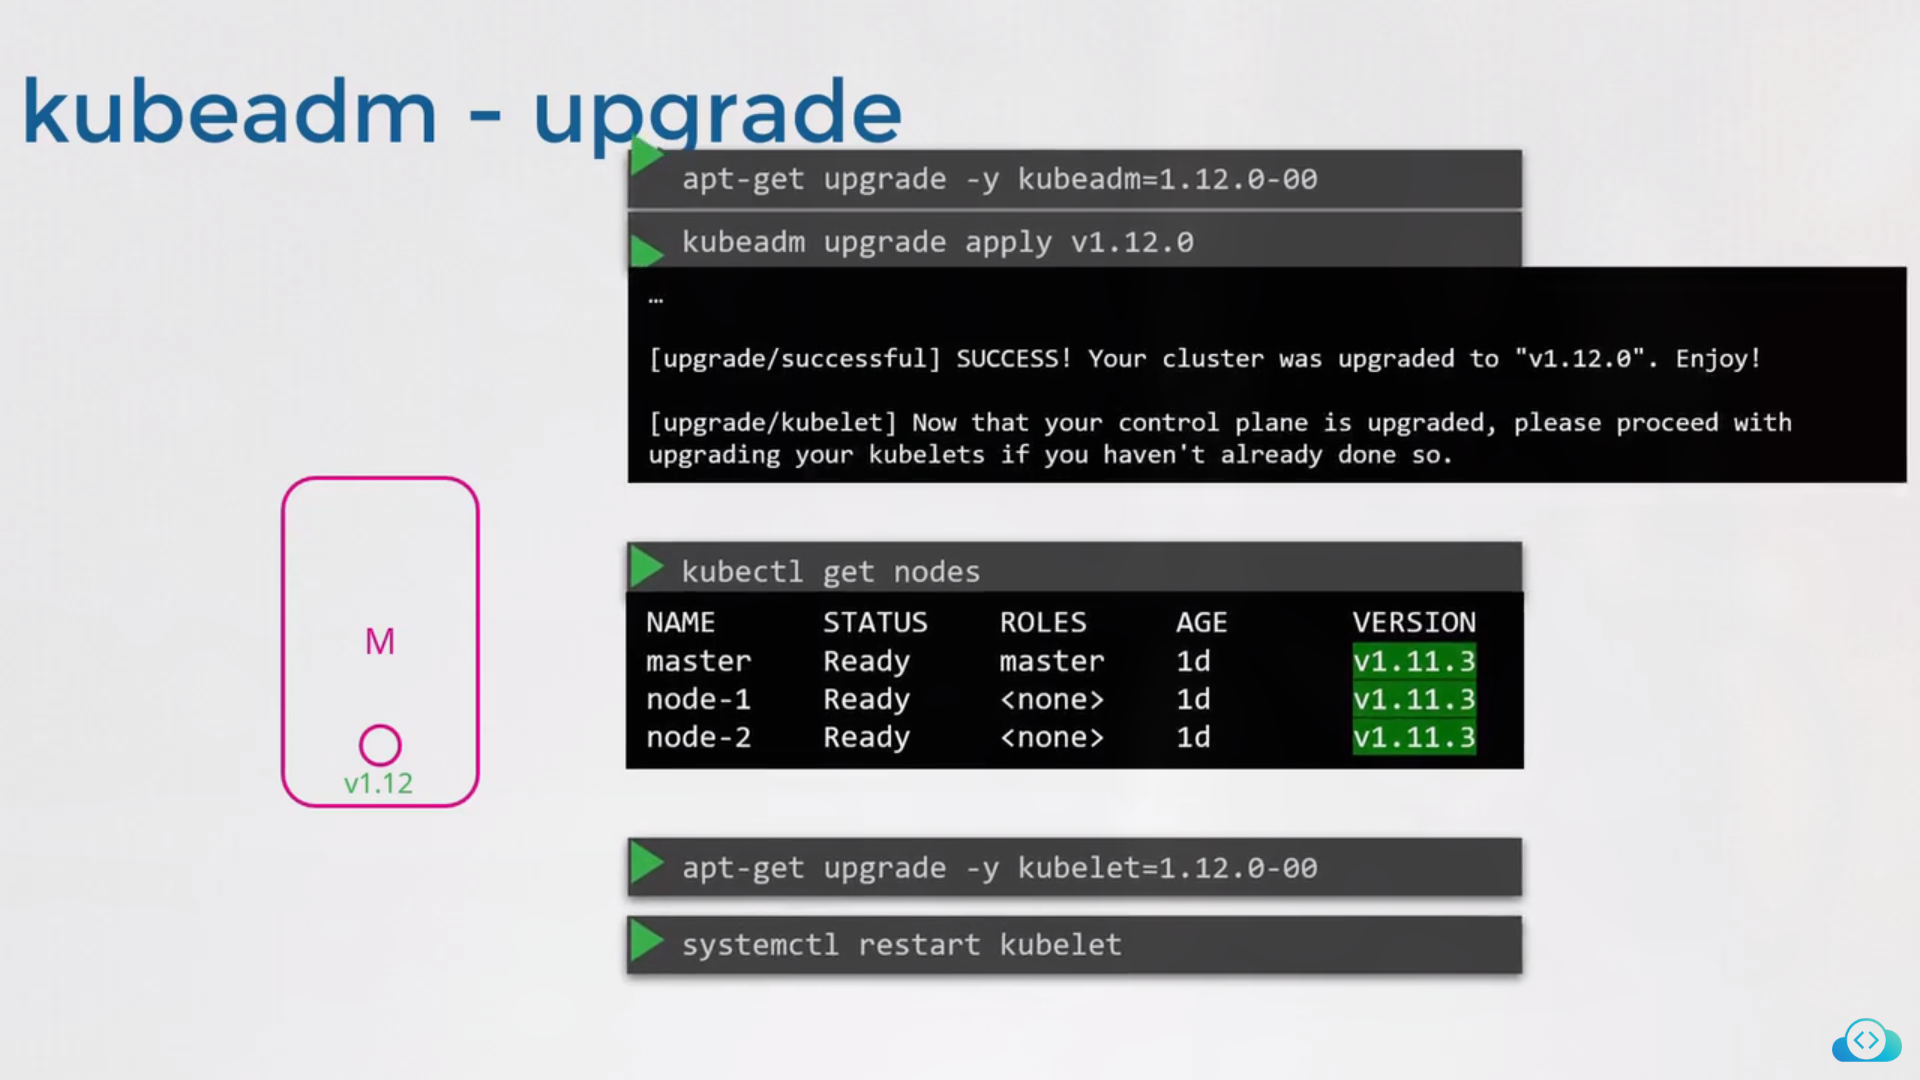 kubeadm - upgrade
apt-get upgrade -y kubeadm=1.12.0-00
kubeadm upgrade apply v1.12.0
…
[upgrade/successful] SUCCESS! Your cluster was upgraded to "v1.12.0". Enjoy!
[upgrade/kubelet] Now that your control plane is upgraded, please proceed with
upgrading your kubelets if you haven't already done so.
M
v1.12
kubectl get nodes
NAME STATUS ROLES AGE VERSION
master Ready master 1d v1.11.3
node-1 Ready <none> 1d v1.11.3
node-2 Ready <none> 1d v1.11.3
apt-get upgrade -y kubelet=1.12.0-00
systemctl restart kubelet